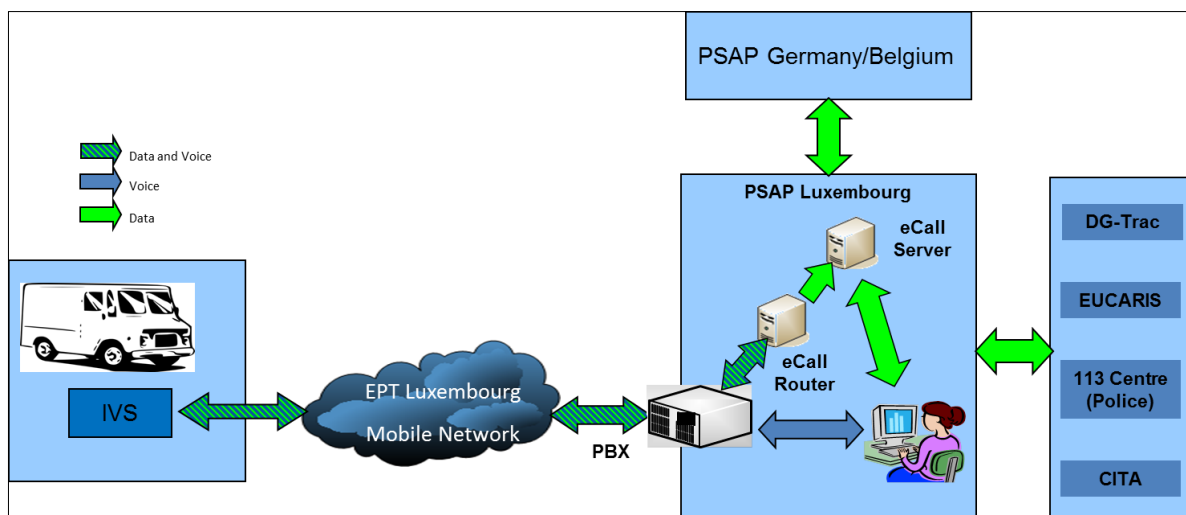 PSAP Germany/Belgium
Data and Voice
Voice
Data
PSAP Luxembourg
eCall
Server
eCall
Router
DG-Trac
EUCARIS
113 Centre
(Police)
CITA
IVS
EPT Luxembourg
Mobile Network
PBX